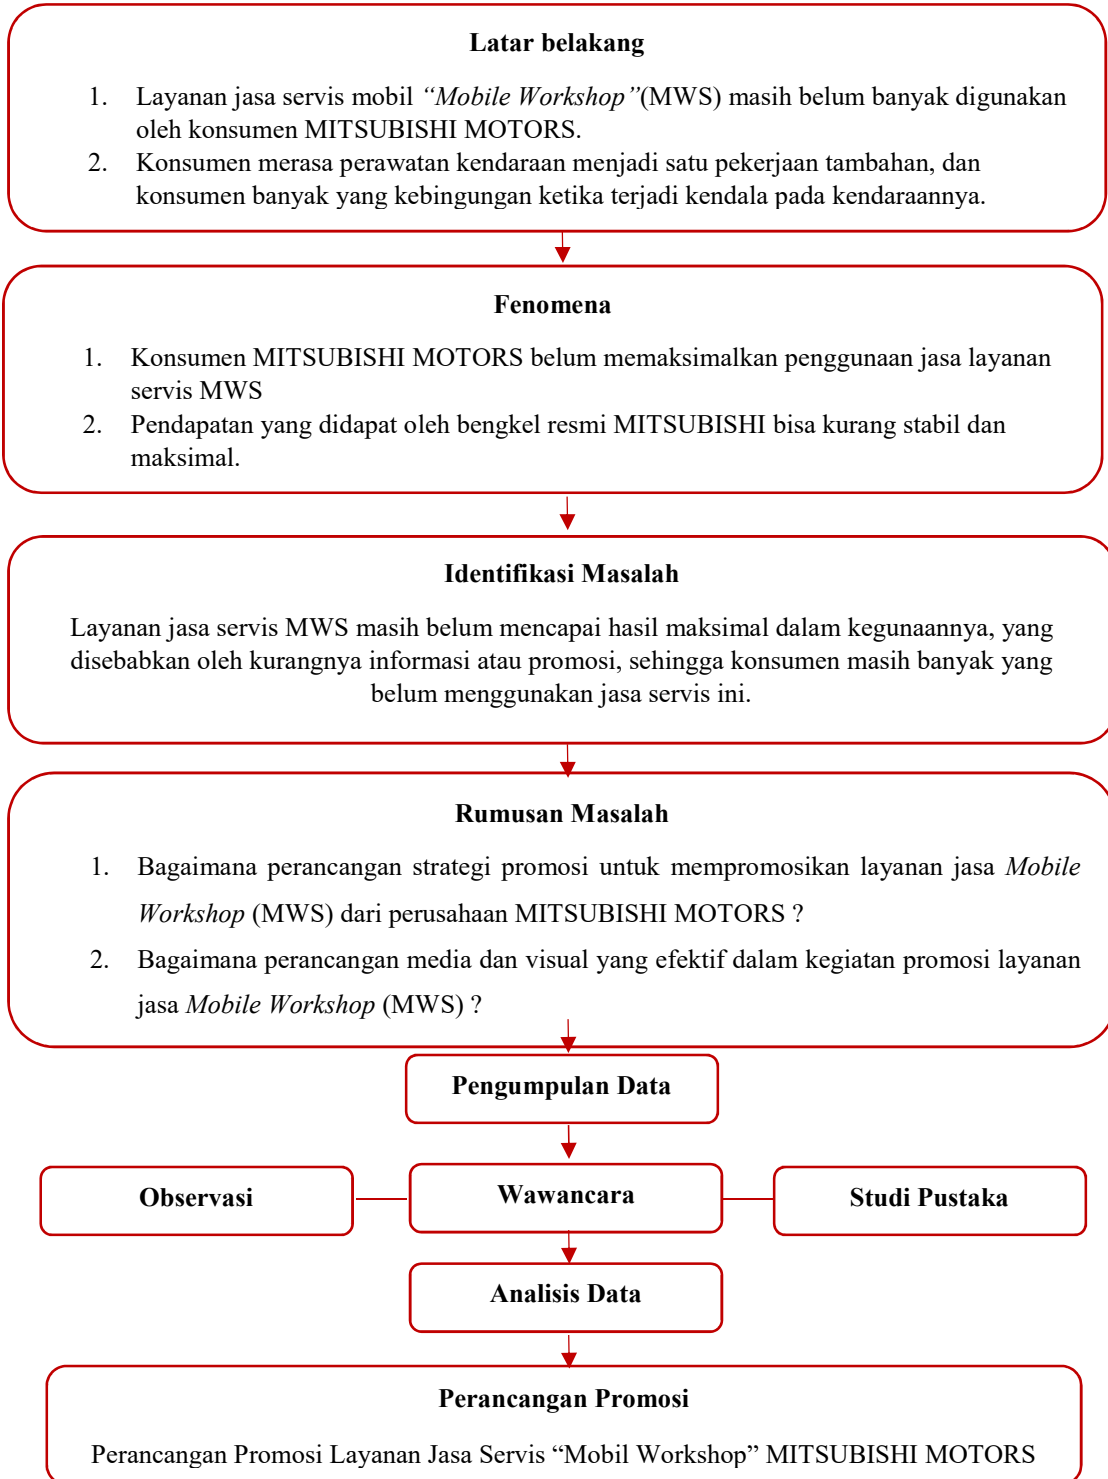 Latar belakang
1. Layanan jasa servis mobil “Mobile Workshop”(MWS) masih belum banyak digunakan
oleh konsumen MITSUBISHI MOTORS.
2. Konsumen merasa perawatan kendaraan menjadi satu pekerjaan tambahan, dan
konsumen banyak yang kebingungan ketika terjadi kendala pada kendaraannya.
Fenomena
1. Konsumen MITSUBISHI MOTORS belum memaksimalkan penggunaan jasa layanan
servis MWS
2. Pendapatan yang didapat oleh bengkel resmi MITSUBISHI bisa kurang stabil dan
maksimal.
Identifikasi Masalah
Layanan jasa servis MWS masih belum mencapai hasil maksimal dalam kegunaannya, yang
disebabkan oleh kurangnya informasi atau promosi, sehingga konsumen masih banyak yang
belum menggunakan jasa servis ini.
Rumusan Masalah
1. Bagaimana perancangan strategi promosi untuk mempromosikan layanan jasa Mobile
Workshop (MWS) dari perusahaan MITSUBISHI MOTORS ?
2. Bagaimana perancangan media dan visual yang efektif dalam kegiatan promosi layanan
jasa Mobile Workshop (MWS) ?
Pengumpulan Data
Observasi
Wawancara
Studi Pustaka
Analisis Data
Perancangan Promosi
Perancangan Promosi Layanan Jasa Servis “Mobil Workshop” MITSUBISHI MOTORS